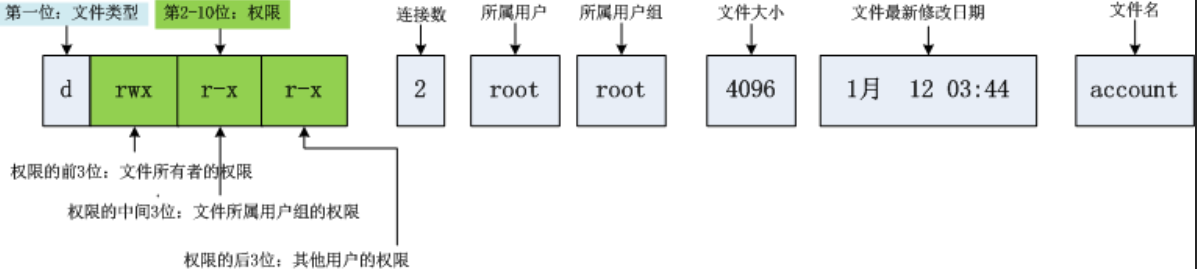 第一位：文件类型 第2-10位：权限 连接数 所属用户 所属用户组 文件大小 文件最新修改日期 文件名
d rwx r-x r-x 2 root root 4096 1月 12 03:44 account
权限的前3位：文件所有者的权限
权限的中间3位：文件所属用户组的权限
权限的后3位：其他用户的权限